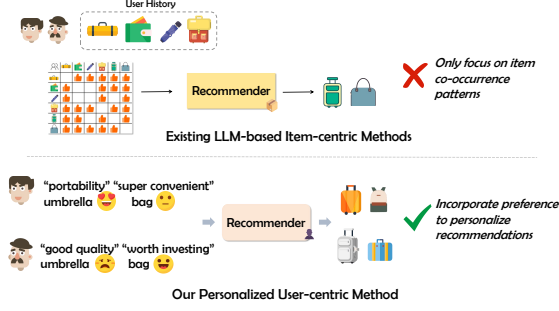 User History
Recommender
Only focus on item
co-occurrence
patterns
Existing LLM-based Item-centric Methods
"portability" "super convenient"
umbrella bag
Recommender
Incorporate preference
to personalize
recommendations
"good quality" "worth investing"
umbrella bag
Our Personalized User-centric Method